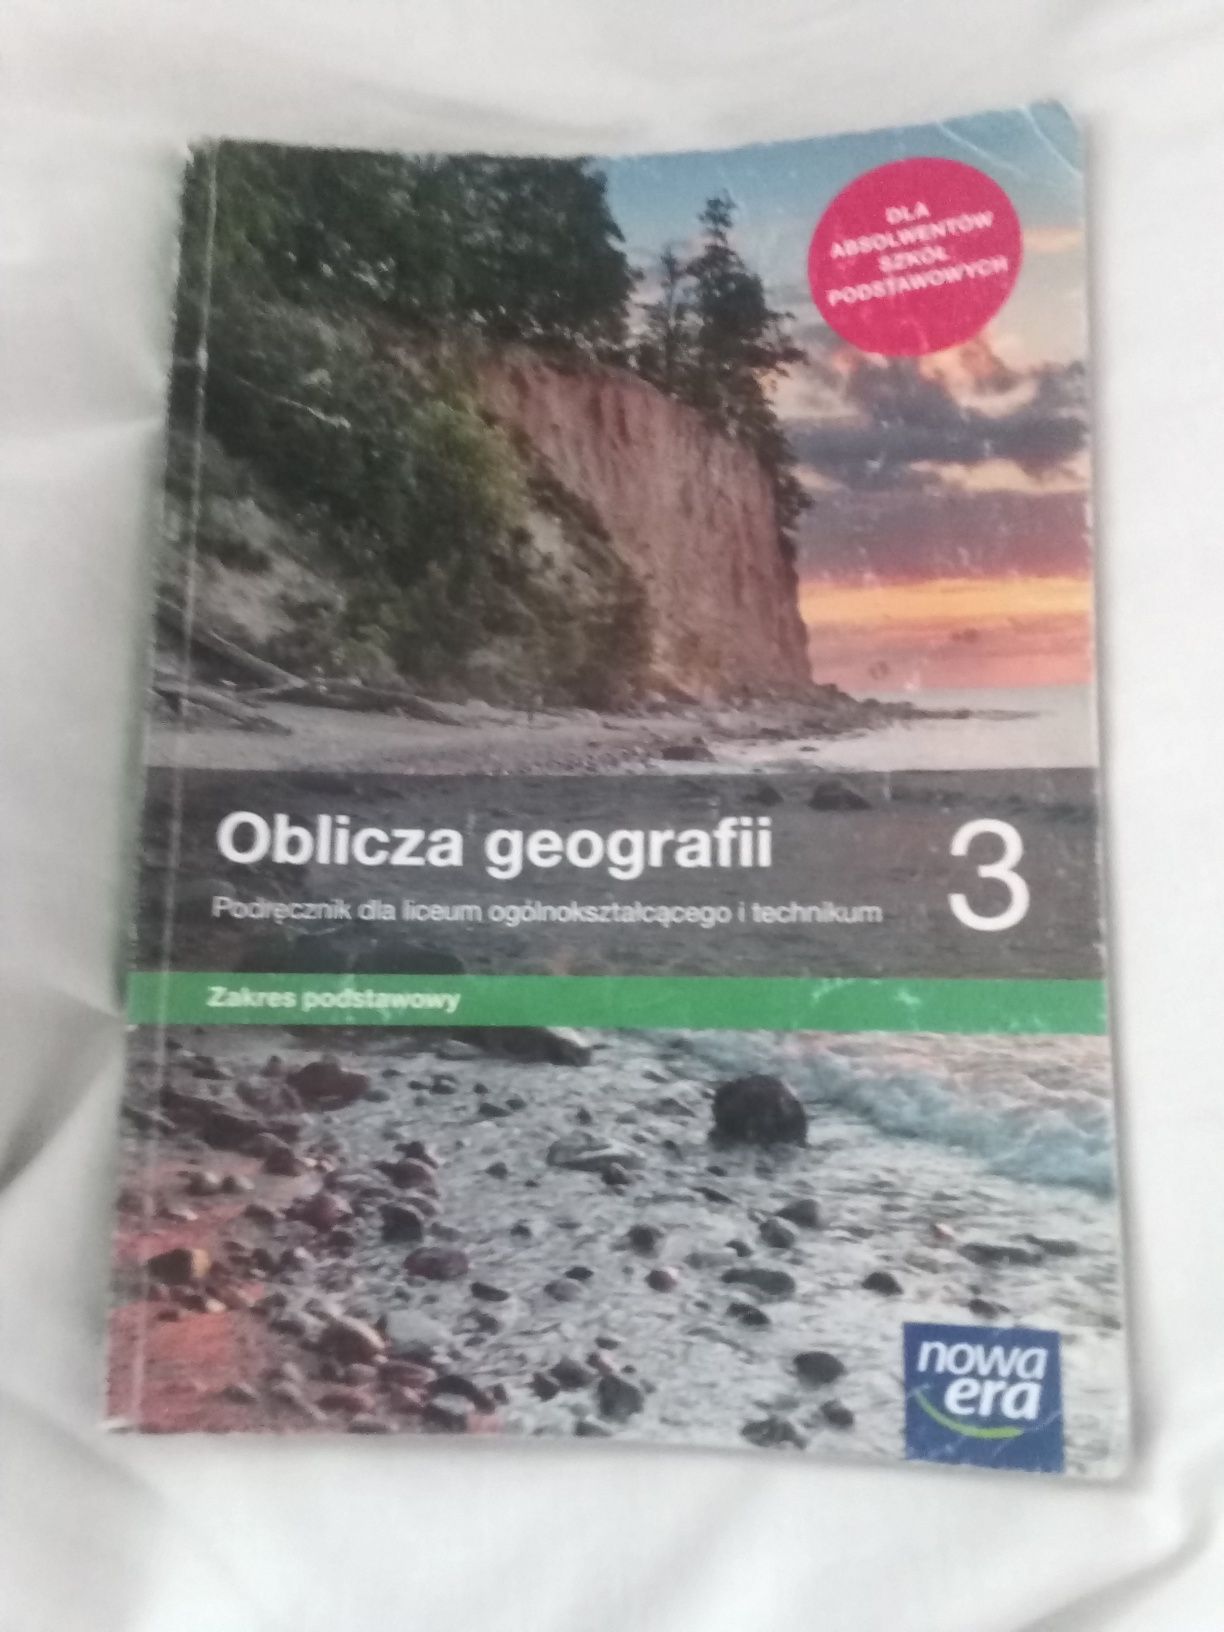 DLA
ABSOLWENTÓW
SZKÓŁ
PODSTAWOWYCH
Oblicza geografii 3
Podręcznik dla liceum ogólnokształcącego i technikum
Zakres podstawowy
nowa
era